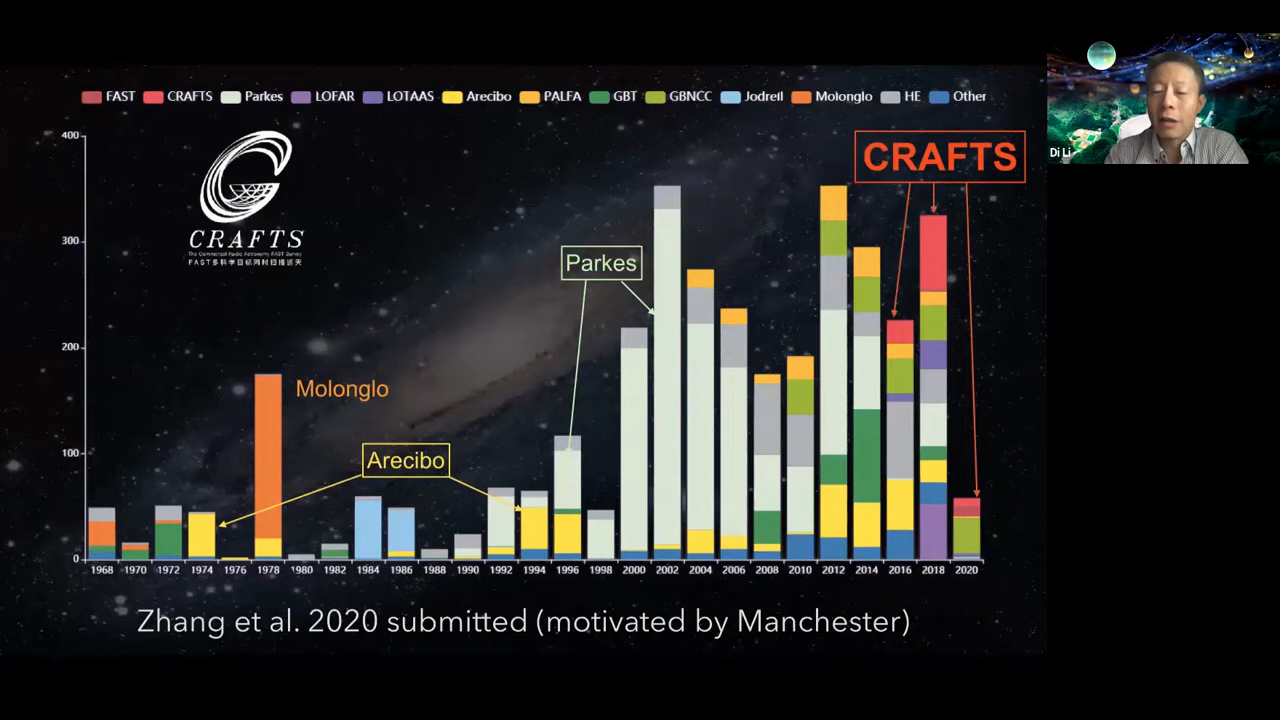 FAST CRAFTS Parkes LOFAR LOTAAS Arecibo PALFA GBT GBNCC Jodrell Molonglo HE Other
Di Li
400
CRAFTS
CRAFTS
300
Parkes
200
Molonglo
Arecibo
100
0
1968 1970 1972 1974 1976 1978 1980 1982 1984 1986 1988 1990 1992 1994 1996 1998 2000 2002 2004 2006 2008 2010 2012 2014 2016 2018 2020
Zhang et al. 2020 submitted (motivated by Manchester)